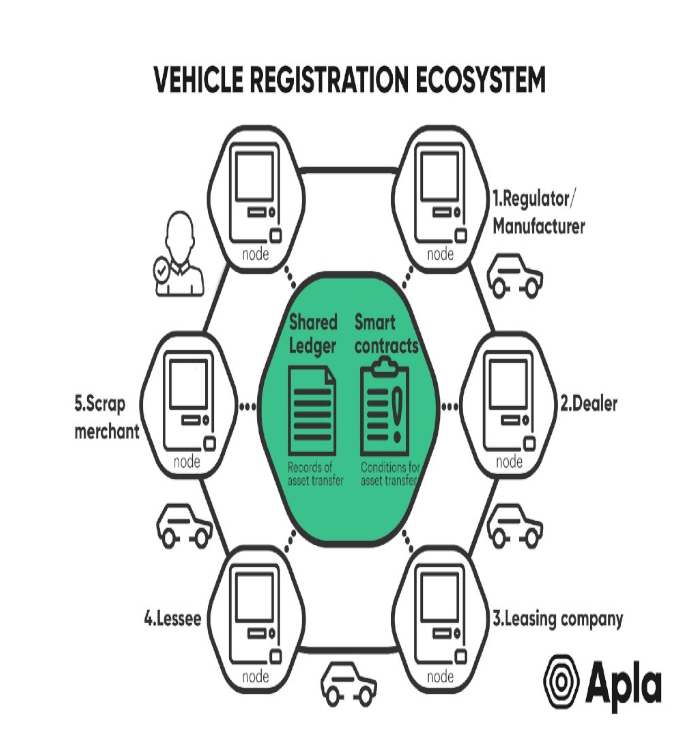 VEHICLE REGISTRATION ECOSYSTEM
node
node
1.Regulator/
Manufacturer
Shared
Ledger
Smart
contracts
Records of
asset transfer
Conditions for
asset transfer
5.Scrap
merchant
node
node
2.Dealer
4.Lessee
node
node
3.Leasing company
Apla